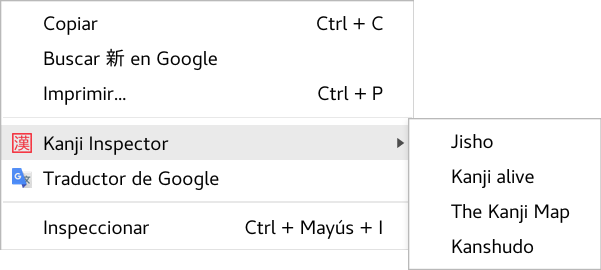 Copiar Ctrl + C
Buscar 新 en Google
Imprimir... Ctrl + P
漢 Kanji Inspector
Traductor de Google
Inspeccionar Ctrl + Mayús + I
Jisho
Kanji alive
The Kanji Map
Kanshudo